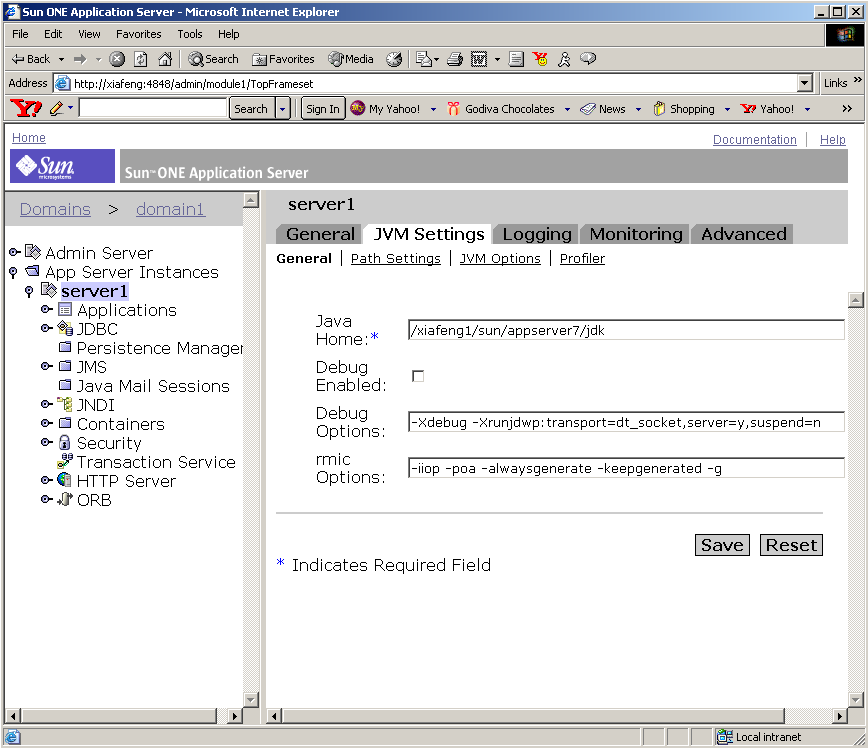 Sun ONE Application Server - Microsoft Internet Explorer
File Edit View Favorites Tools Help
Back Search Favorites Media
Address http://xiafeng:4848/admin/module1/TopFrameset Links »
Y! Search Sign In My Yahoo! Godiva Chocolates News Shopping Yahoo! »
Home
Documentation | Help
Sun microsystems
Sun™ ONE Application Server
Domains > domain1
Admin Server
App Server Instances
server1
Applications
JDBC
Persistence Manager
JMS
Java Mail Sessions
JNDI
Containers
Security
Transaction Service
HTTP Server
ORB
server1
General JVM Settings Logging Monitoring Advanced
General | Path Settings | JVM Options | Profiler
Java
Home:* /xiafeng1/sun/appserver7/jdk
Debug
Enabled:
Debug
Options: -Xdebug -Xrunjdwp:transport=dt_socket,server=y,suspend=n
rmic
Options: -iiop -poa -alwaysgenerate -keepgenerated -g
Save Reset
* Indicates Required Field
Local intranet